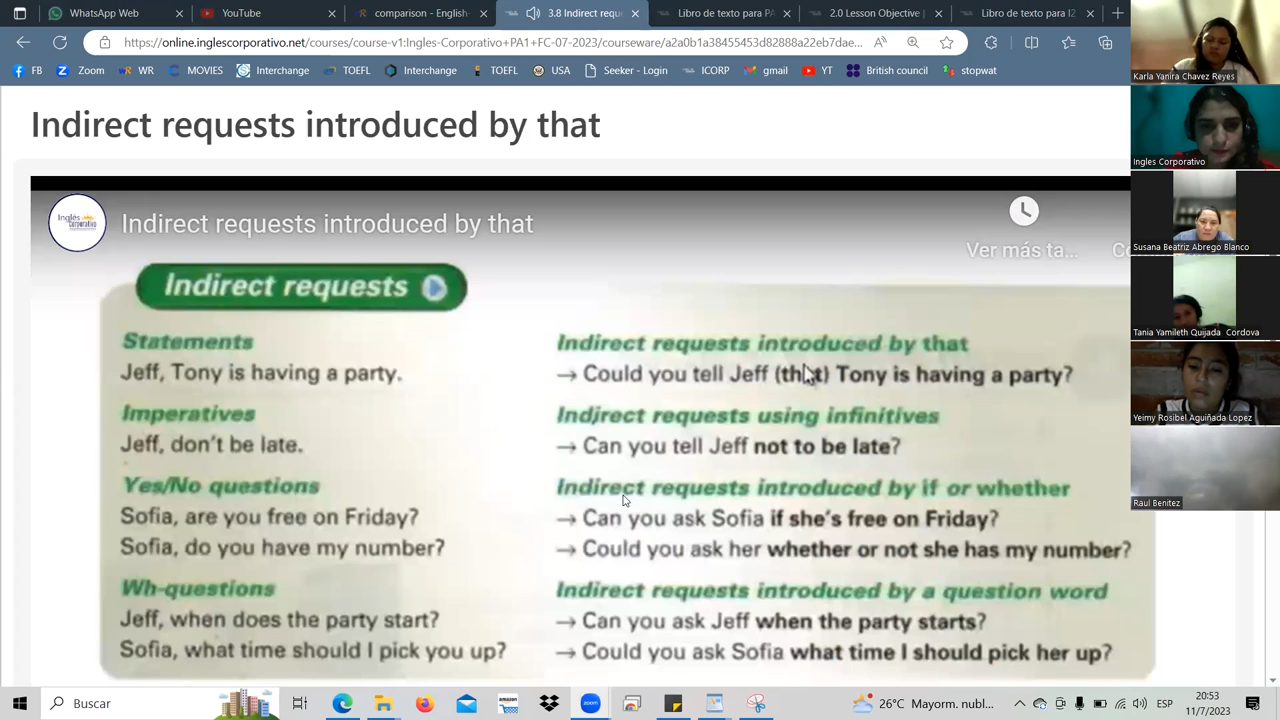 WhatsApp Web
YouTube
comparison - English-
3.8 Indirect requ
Libro de texto para PA
2.0 Lesson Objective |
Libro de texto para I2
https://online.inglescorporativo.net/courses/course-v1:Ingles-Corporativo+PA1+FC-07-2023/courseware/a2a0b1a38455453d82888a22eb7dae...
FB
Zoom
WR
MOVIES
Interchange
TOEFL
Interchange
TOEFL
USA
Seeker - Login
ICORP
gmail
YT
British council
stopwat
Indirect requests introduced by that
Indirect requests introduced by that
Ver más ta...
Indirect requests
Statements
Jeff, Tony is having a party.
Imperatives
Jeff, don't be late.
Yes/No questions
Sofia, are you free on Friday?
Sofia, do you have my number?
Wh-questions
Jeff, when does the party start?
Sofia, what time should I pick you up?
Indirect requests introduced by that
→ Could you tell Jeff (that) Tony is having a party?
Indirect requests using infinitives
→ Can you tell Jeff not to be late?
Indirect requests introduced by if or whether
→ Can you ask Sofia if she's free on Friday?
→ Could you ask her whether or not she has my number?
Indirect requests introduced by a question word
→ Can you ask Jeff when the party starts?
→ Could you ask Sofia what time I should pick her up?
Karla Yanira Chavez Reyes
Ingles Corporativo
Susana Beatriz Abrego Blanco
Tania Yamileth Quijada Cordova
Yeimy Rosibel Aguiñada Lopez
Raul Benitez
Buscar
26°C Mayorm. nubl...
ESP
20:53
11/7/2023